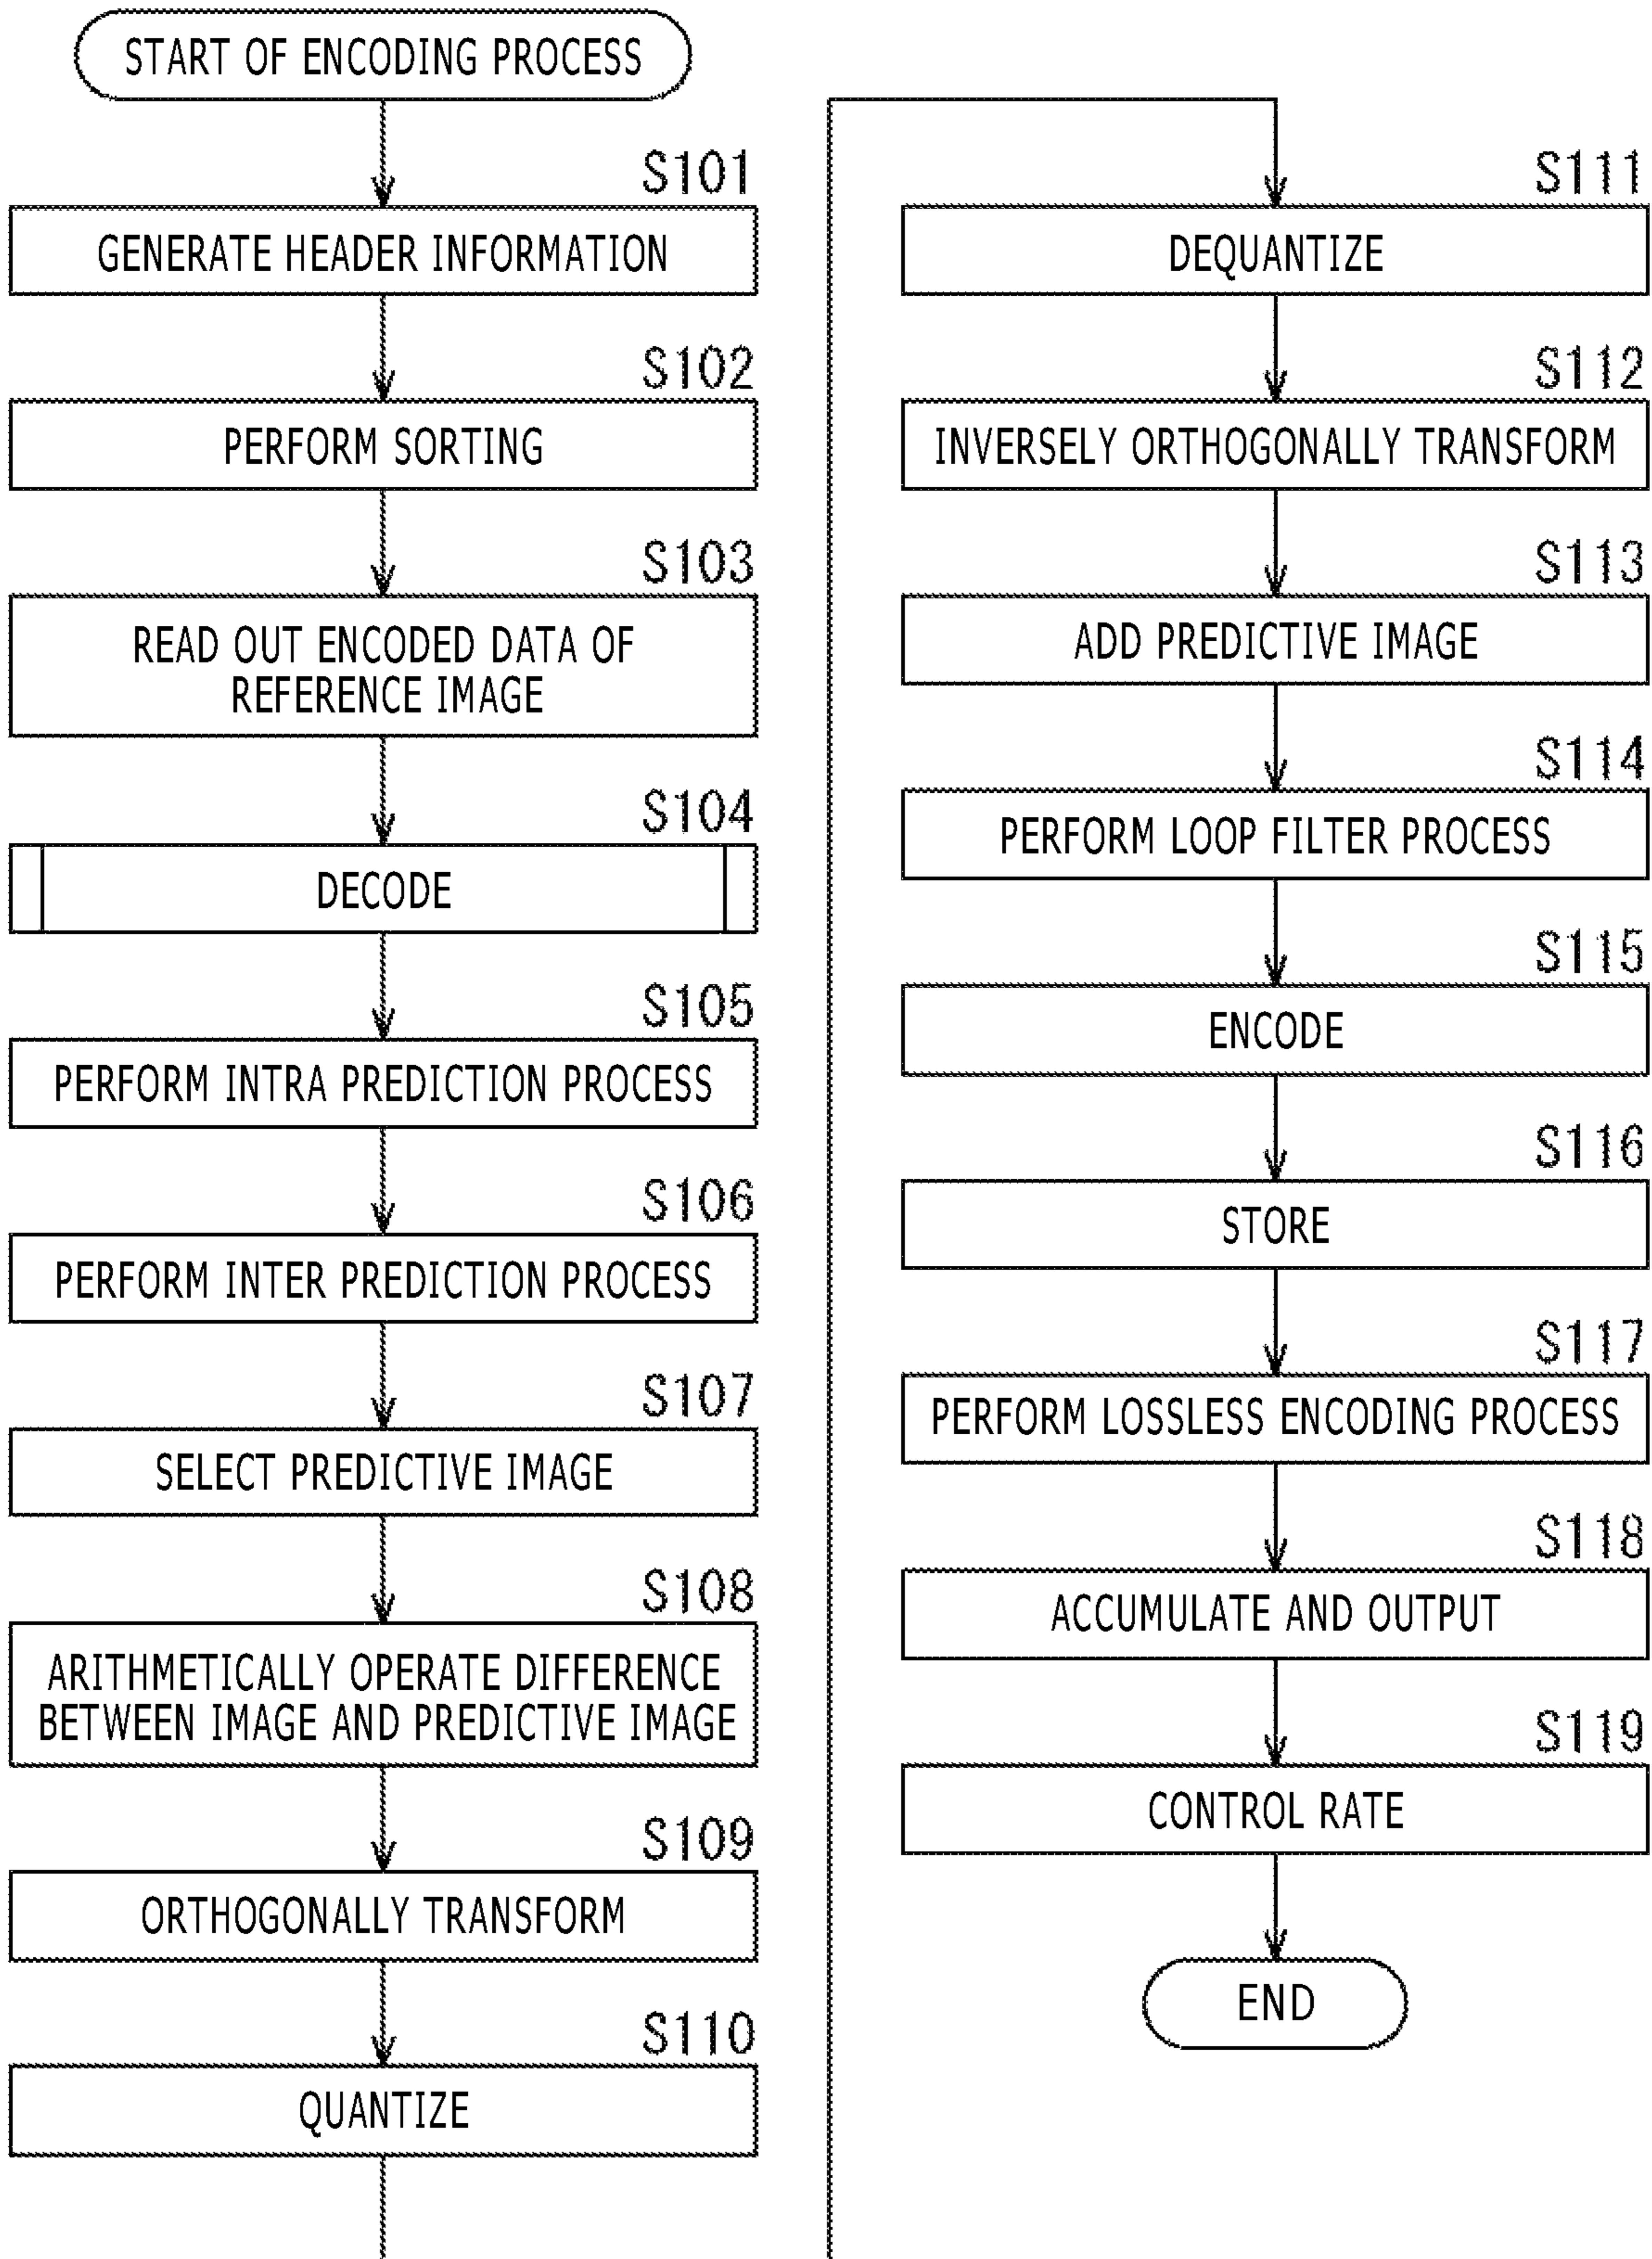 START OF ENCODING PROCESS
S101
GENERATE HEADER INFORMATION
S102
PERFORM SORTING
S103
READ OUT ENCODED DATA OF
REFERENCE IMAGE
S104
DECODE
S105
PERFORM INTRA PREDICTION PROCESS
S106
PERFORM INTER PREDICTION PROCESS
S107
SELECT PREDICTIVE IMAGE
S108
ARITHMETICALLY OPERATE DIFFERENCE
BETWEEN IMAGE AND PREDICTIVE IMAGE
S109
ORTHOGONALLY TRANSFORM
S110
QUANTIZE
S111
DEQUANTIZE
S112
INVERSELY ORTHOGONALLY TRANSFORM
S113
ADD PREDICTIVE IMAGE
S114
PERFORM LOOP FILTER PROCESS
S115
ENCODE
S116
STORE
S117
PERFORM LOSSLESS ENCODING PROCESS
S118
ACCUMULATE AND OUTPUT
S119
CONTROL RATE
END